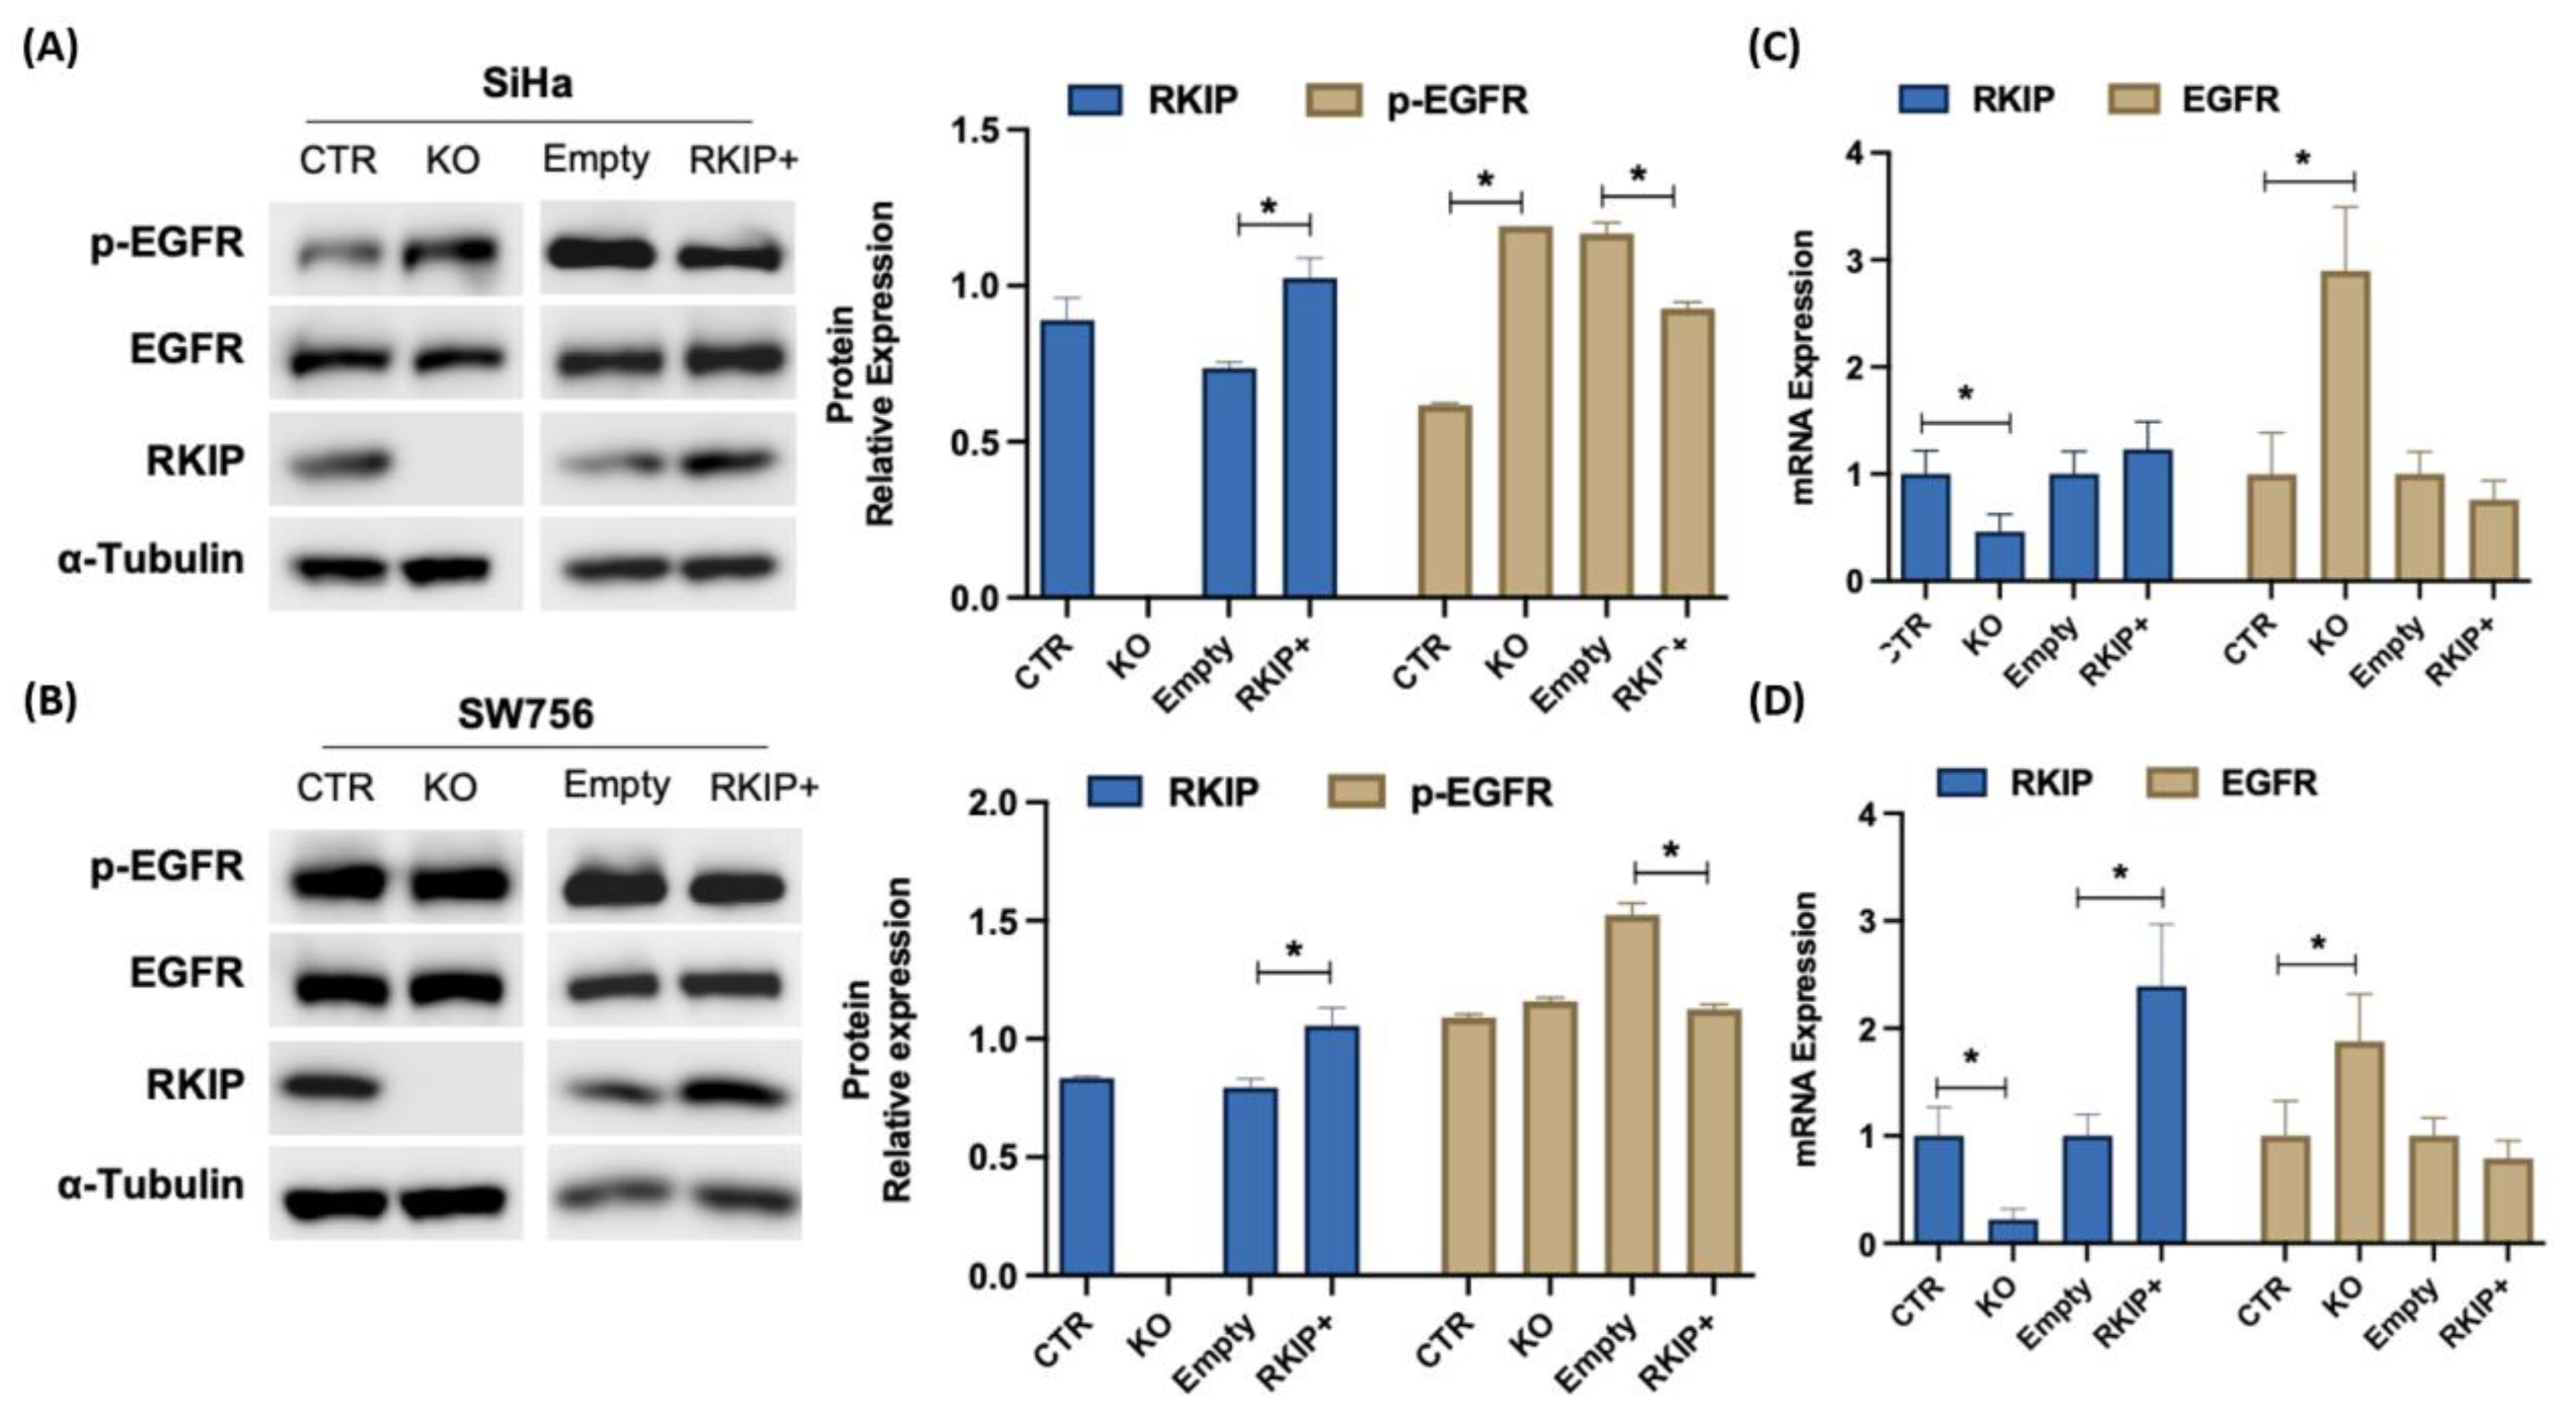 (A)
SiHa
CTR KO Empty RKIP+
p-EGFR
EGFR
RKIP
α-Tubulin
RKIP p-EGFR
Protein
Relative Expression
1.5
1.0
0.5
0.0
* * *
CTR KO Empty RKIP+ CTR KO Empty
(C)
RKIP EGFR
mRNA Expression
4
3
2
1
0
* *
KO Empty RKIP+ CTR KO Empty RKIP+
(B)
SW756
CTR KO Empty RKIP+
p-EGFR
EGFR
RKIP
α-Tubulin
RKIP p-EGFR
Protein
Relative expression
2.0
1.5
1.0
0.5
0.0
* *
CTR KO Empty RKIP+ CTR KO Empty RKIP+
(D)
RKIP EGFR
mRNA Expression
4
3
2
1
0
* * *
CTR KO Empty RKIP+ CTR KO Empty RKIP+